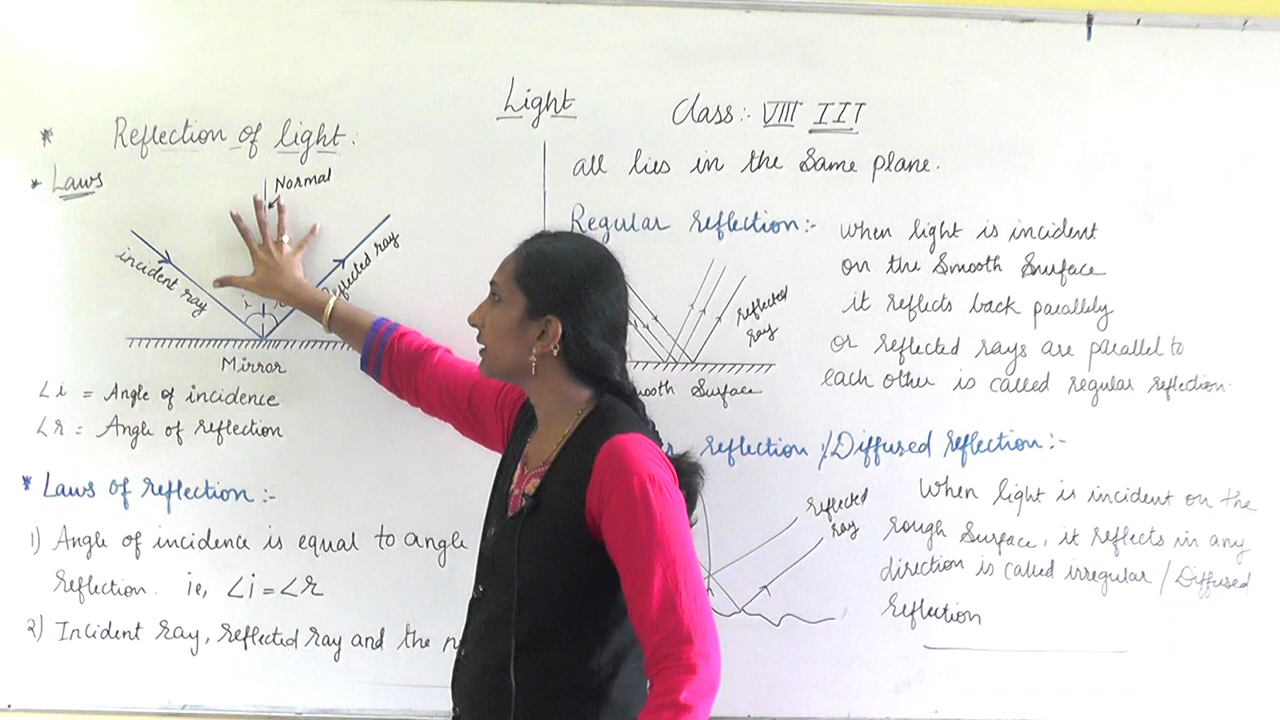 Light
Class:- VIII III
* Reflection of light:
* Laws
Normal
incident ray
Reflected ray
i
Mirror
∠i = Angle of incidence
∠r = Angle of reflection
* Laws of reflection :-
1) Angle of incidence is equal to angle
reflection. ie, ∠i = ∠r
2) Incident ray, reflected ray and the
all lies in the same plane.
Regular reflection:-
when light is incident
on the smooth surface
it reflects back parallely
or reflected rays are parallel to
each other is called regular reflection.
reflected
ray
Surface
reflection / Diffused reflection :-
reflected
ray
When light is incident on the
rough surface, it reflects in any
direction is called irregular / Diffused
reflection